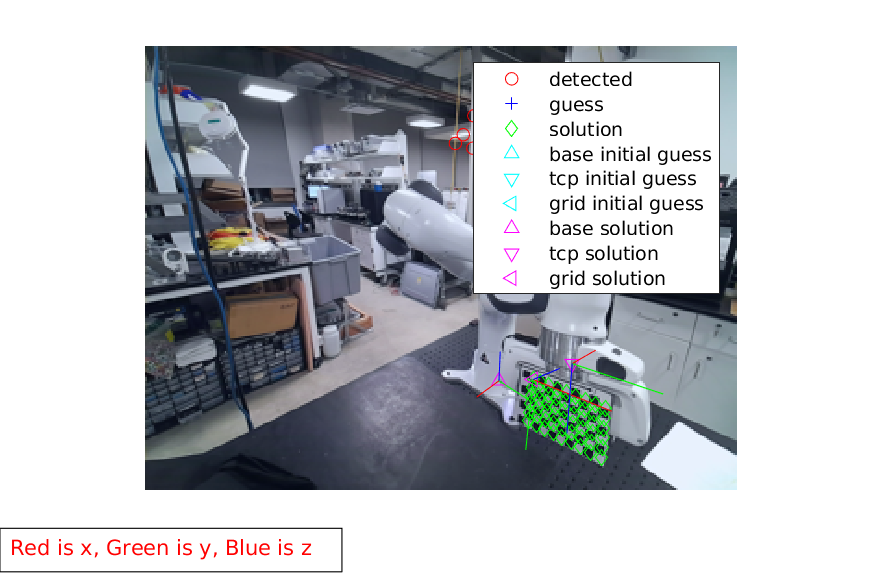 detected
guess
solution
base initial guess
tcp initial guess
grid initial guess
base solution
tcp solution
grid solution
Red is x, Green is y, Blue is z